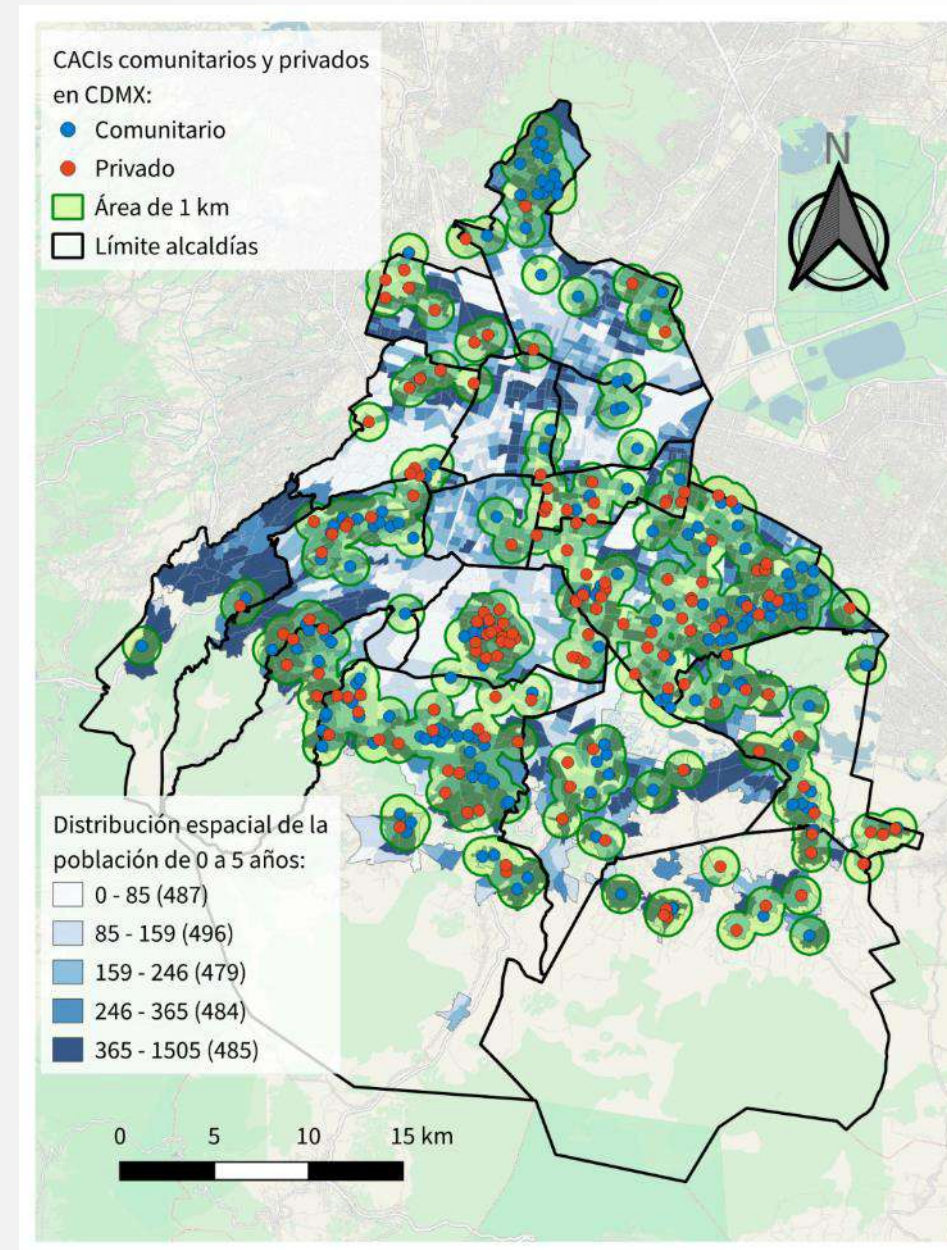 CACIs comunitarios y privados
en CDMX:
Comunitario
Privado
Área de 1 km
Límite alcaldías
N
Distribución espacial de la
población de 0 a 5 años:
0 - 85 (487)
85 - 159 (496)
159 - 246 (479)
246 - 365 (484)
365 - 1505 (485)
0 5 10 15 km